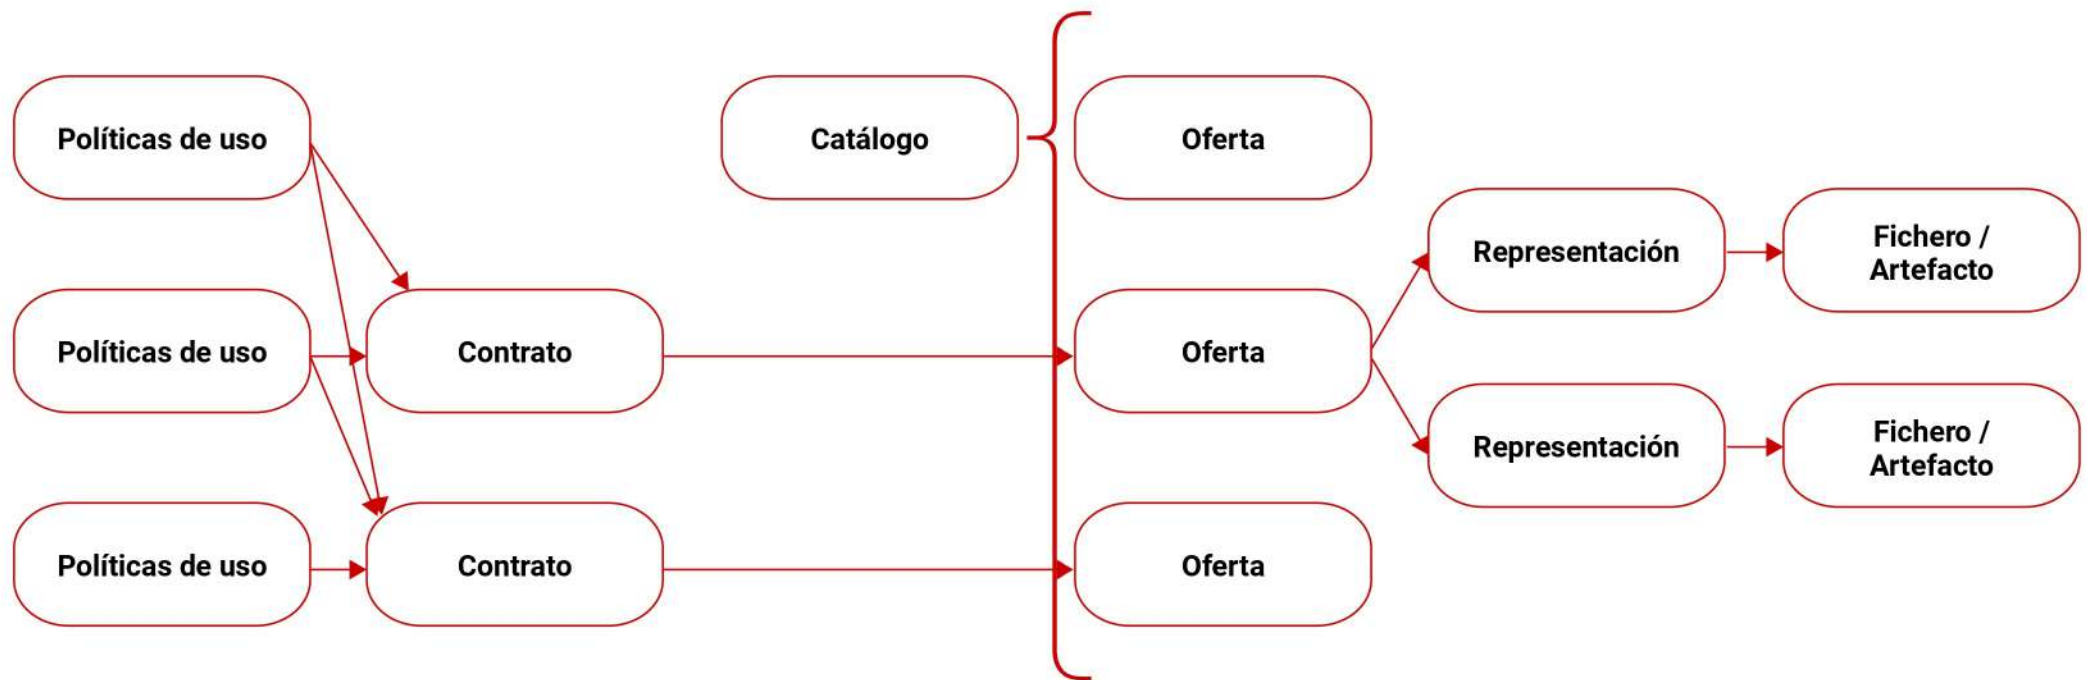 Políticas de uso
Catálogo
Oferta
Representación
Fichero /
Artefacto
Políticas de uso
Contrato
Oferta
Representación
Fichero /
Artefacto
Políticas de uso
Contrato
Oferta